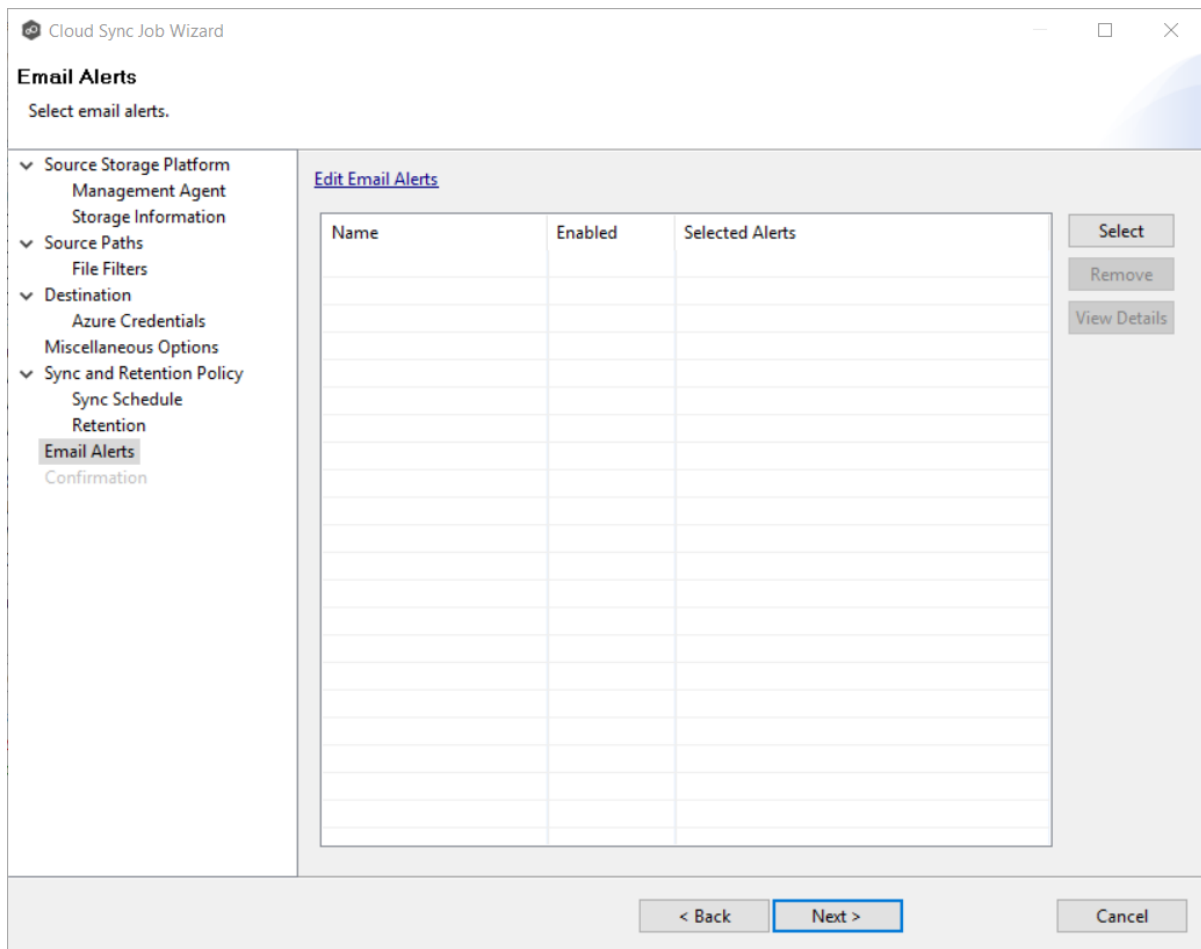 Cloud Sync Job Wizard
Email Alerts
Select email alerts.
Source Storage Platform
Management Agent
Storage Information
Source Paths
File Filters
Destination
Azure Credentials
Miscellaneous Options
Sync and Retention Policy
Sync Schedule
Retention
Email Alerts
Confirmation
Edit Email Alerts
Name Enabled Selected Alerts
Select
Remove
View Details
< Back Next > Cancel